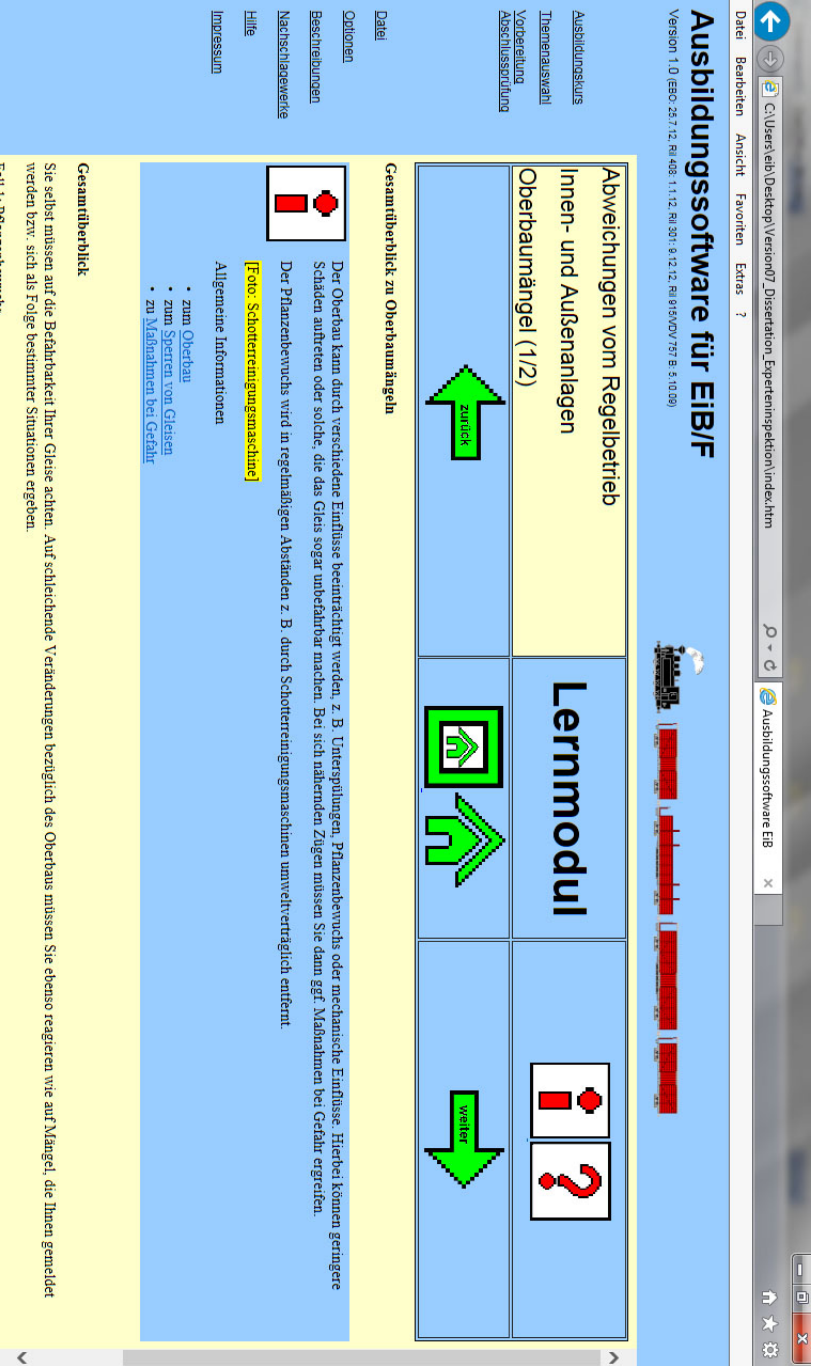 C:\Users\eib\Desktop\Version07_Dissertation_Experteninspektion\index.htm
Ausbildungssoftware EiB
Datei Bearbeiten Ansicht Favoriten Extras ?
Ausbildungssoftware für EiB/F
Version 1.0 (EBO: 25.7.12, Ril 408: 1.1.12, Ril 301: 9.12.12, Ril 915/VDV 757 B: 5.10.09)
Ausbildungskurs
Themenauswahl
Vorbereitung
Abschlussprüfung
Datei
Optionen
Beschreibungen
Nachschlagewerke
Hilfe
Impressum
Abweichungen vom Regelbetrieb
Innen- und Außenanlagen
Oberbaumängel (1/2)
Lernmodul
zurück
weiter
Gesamtüberblick zu Oberbaumängeln
Der Oberbau kann durch verschiedene Einflüsse beeinträchtigt werden, z. B. Unterspülungen, Pflanzenbewuchs oder mechanische Einflüsse. Hierbei können geringere
Schäden auftreten oder solche, die das Gleis sogar unbefahrbar machen. Bei sich nähernden Zügen müssen Sie dann ggf. Maßnahmen bei Gefahr ergreifen.
Der Pflanzenbewuchs wird in regelmäßigen Abständen z. B. durch Schotterreinigungsmaschinen umweltverträglich entfernt.
[Foto: Schotterreinigungsmaschine]
Allgemeine Informationen
• zum Oberbau
• zum Sperren von Gleisen
• zu Maßnahmen bei Gefahr
Gesamtüberblick
Sie selbst müssen auf die Befahrbarkeit Ihrer Gleise achten. Auf schleichende Veränderungen bezüglich des Oberbaus müssen Sie ebenso reagieren wie auf Mängel, die Ihnen gemeldet
werden bzw. sich als Folge bestimmter Situationen ergeben.
Fall 1: Pflanzenbewuchs